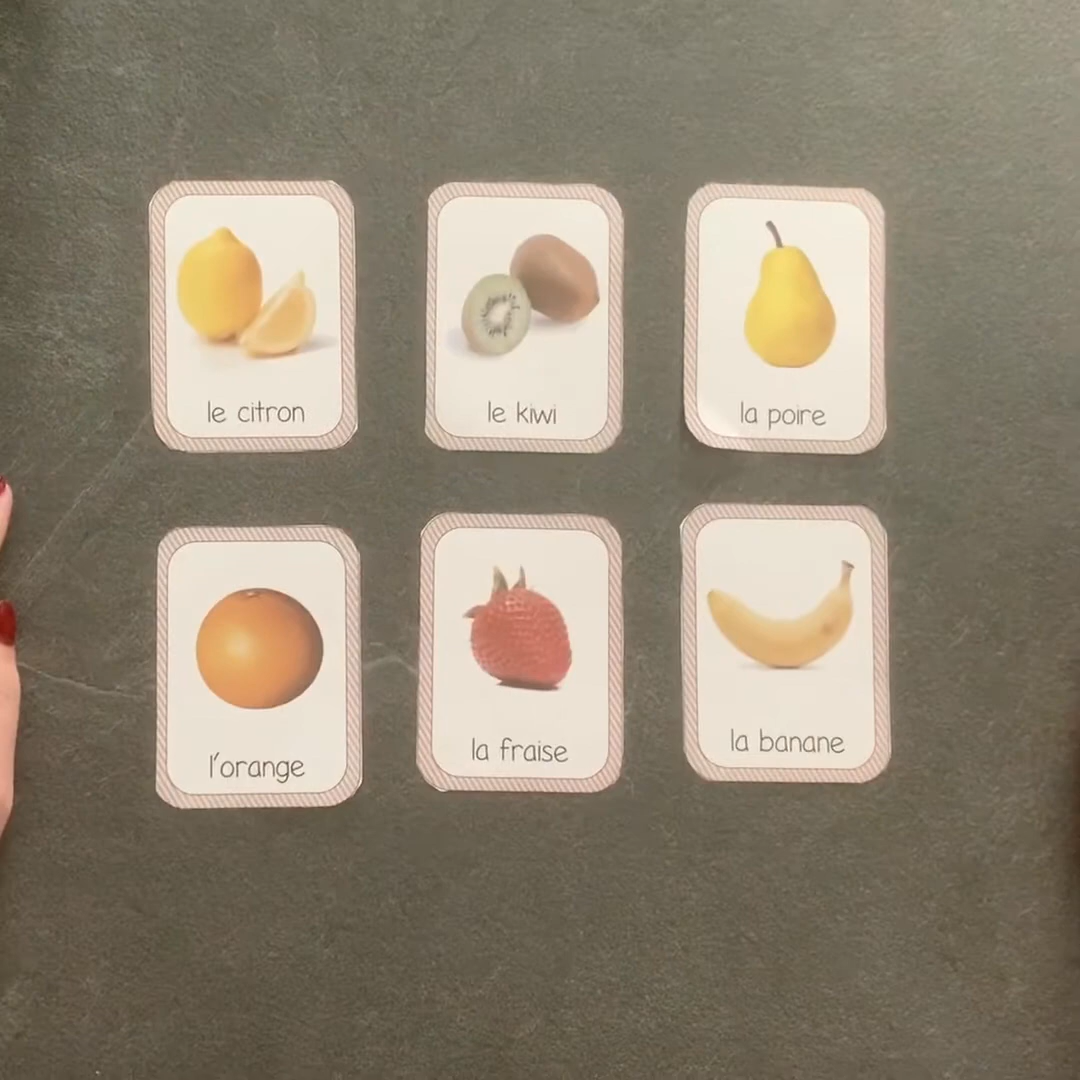 le citron
le kiwi
la poire
l'orange
la fraise
la banane